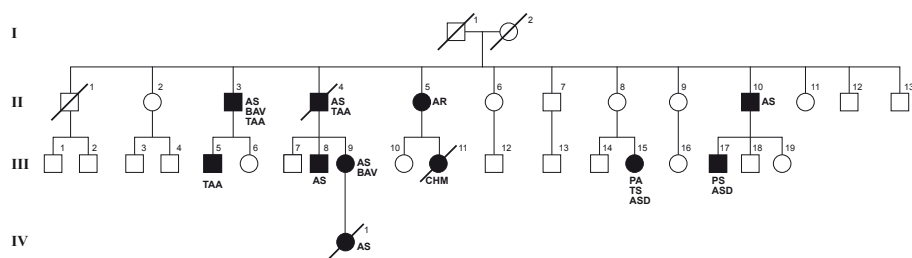 I
1 2
II
1 2 3 4 5 6 7 8 9 10 11 12 13
AS AS AR AS
BAV TAA
TAA
III
1 2 3 4 5 6 7 8 9 10 11 12 13 14 15 16 17 18 19
AS
BAV
TAA AS CHM PA PS
TS ASD
ASD
IV
1
AS